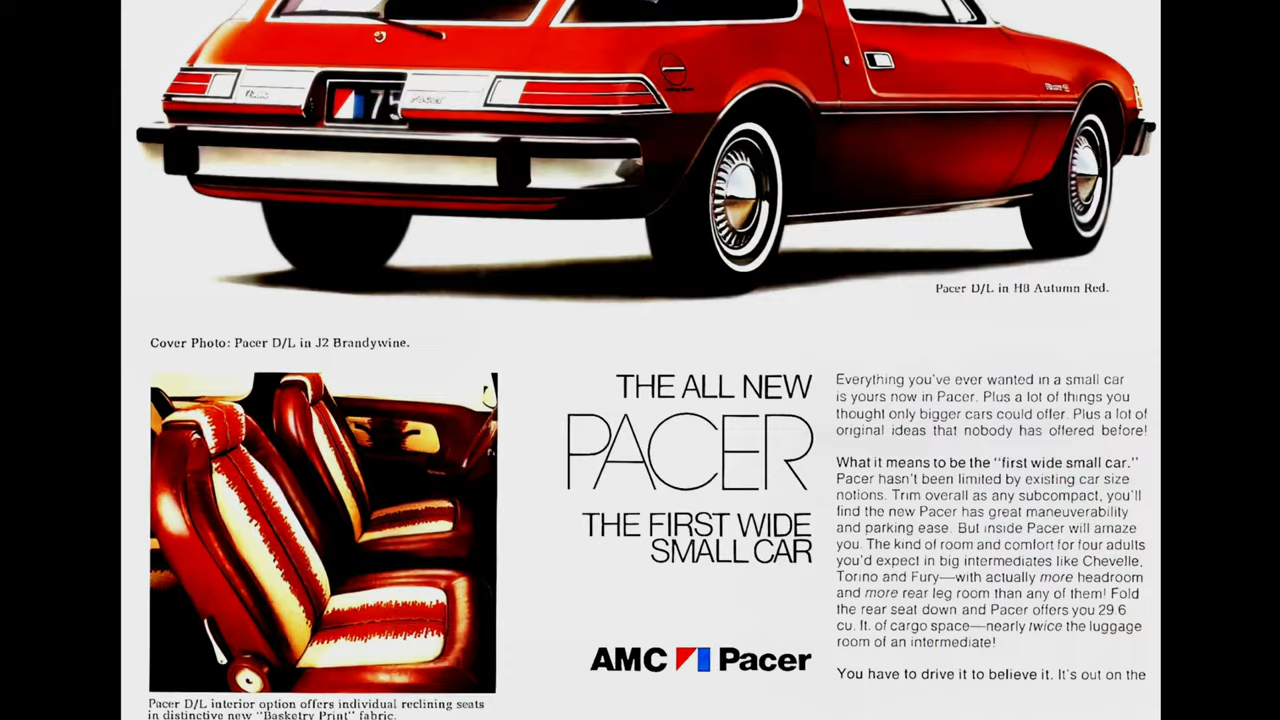 75
Pacer D/L in H8 Autumn Red.
Cover Photo: Pacer D/L in J2 Brandywine.
THE ALL NEW
PACER
THE FIRST WIDE
SMALL CAR
AMC Pacer
Everything you've ever wanted in a small car
is yours now in Pacer. Plus a lot of things you
thought only bigger cars could offer. Plus a lot of
original ideas that nobody has offered before!
What it means to be the "first wide small car."
Pacer hasn't been limited by existing car size
notions. Trim overall as any subcompact, you'll
find the new Pacer has great maneuverability
and parking ease. But inside Pacer will amaze
you. The kind of room and comfort for four adults
you'd expect in big intermediates like Chevelle,
Torino and Fury—with actually more headroom
and more rear leg room than any of them! Fold
the rear seat down and Pacer offers you 29.6
cu. ft. of cargo space—nearly twice the luggage
room of an intermediate!
You have to drive it to believe it. It's out on the
Pacer D/L interior option offers individual reclining seats
in distinctive new "Basketry Print" fabric.